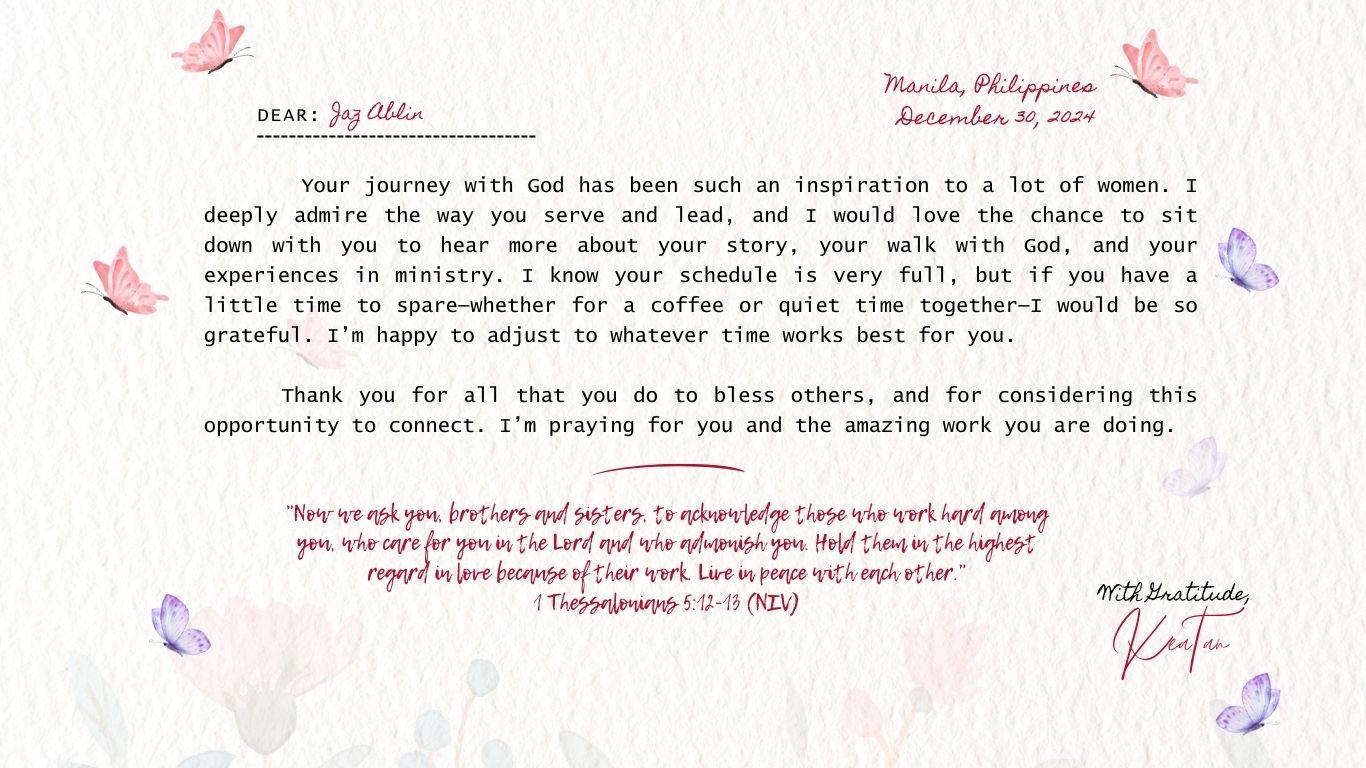 Manila, Philippines
December 30, 2024
DEAR: Jaz Ablin
Your journey with God has been such an inspiration to a lot of women. I
deeply admire the way you serve and lead, and I would love the chance to sit
down with you to hear more about your story, your walk with God, and your
experiences in ministry. I know your schedule is very full, but if you have a
little time to spare—whether for a coffee or quiet time together—I would be so
grateful. I’m happy to adjust to whatever time works best for you.
Thank you for all that you do to bless others, and for considering this
opportunity to connect. I’m praying for you and the amazing work you are doing.
"Now we ask you, brothers and sisters, to acknowledge those who work hard among
you, who care for you in the Lord and who admonish you. Hold them in the highest
regard in love because of their work. Live in peace with each other."
1 Thessalonians 5:12-13 (NIV)
With Gratitude,
Kea Tan